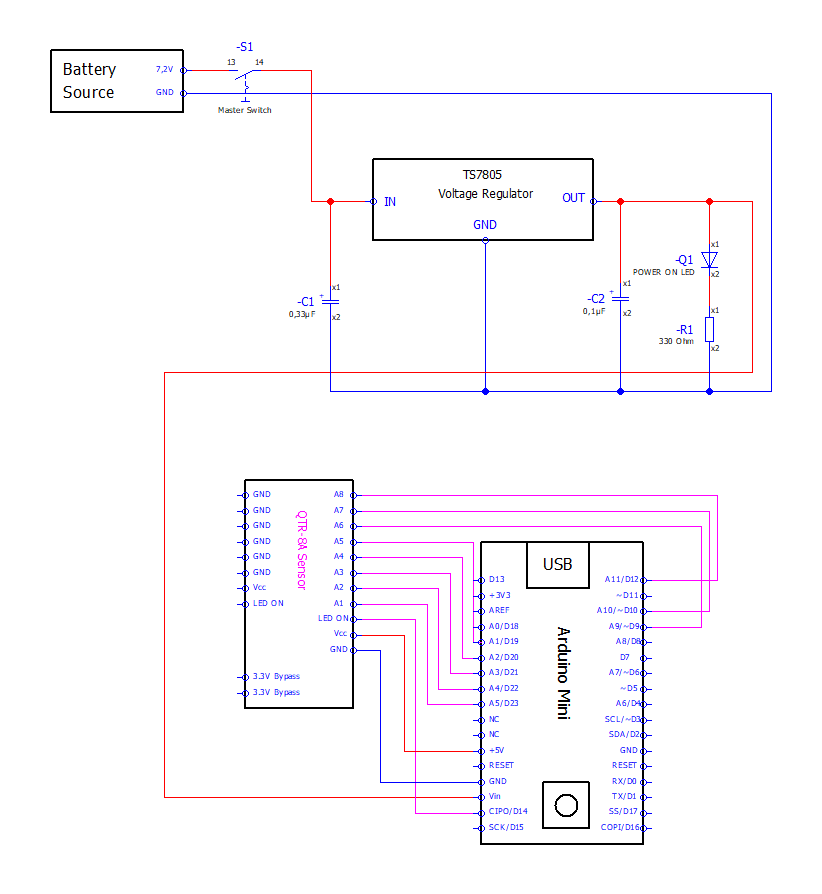 -S1
13 14
Battery
Source
7,2V
GND
Master Switch
TS7805
Voltage Regulator
IN
OUT
GND
-C1
0,33µF
+
x1
x2
-C2
0,1µF
+
x1
x2
-Q1
POWER ON LED
x1
x2
-R1
330 Ohm
x1
x2
QTR-8A Sensor
GND
GND
GND
GND
GND
GND
Vcc
LED ON
3.3V Bypass
3.3V Bypass
A8
A7
A6
A5
A4
A3
A2
A1
LED ON
Vcc
GND
USB
Arduino Mini
D13
+3V3
AREF
A0/D18
A1/D19
A2/D20
A3/D21
A4/D22
A5/D23
NC
NC
+5V
RESET
GND
Vin
CIPO/D14
SCK/D15
A11/D12
~D11
A10/~D10
A9/~D9
A8/D8
D7
A7/~D6
~D5
A6/D4
SCL/~D3
SDA/D2
GND
RESET
RX/D0
TX/D1
SS/D17
COPI/D16